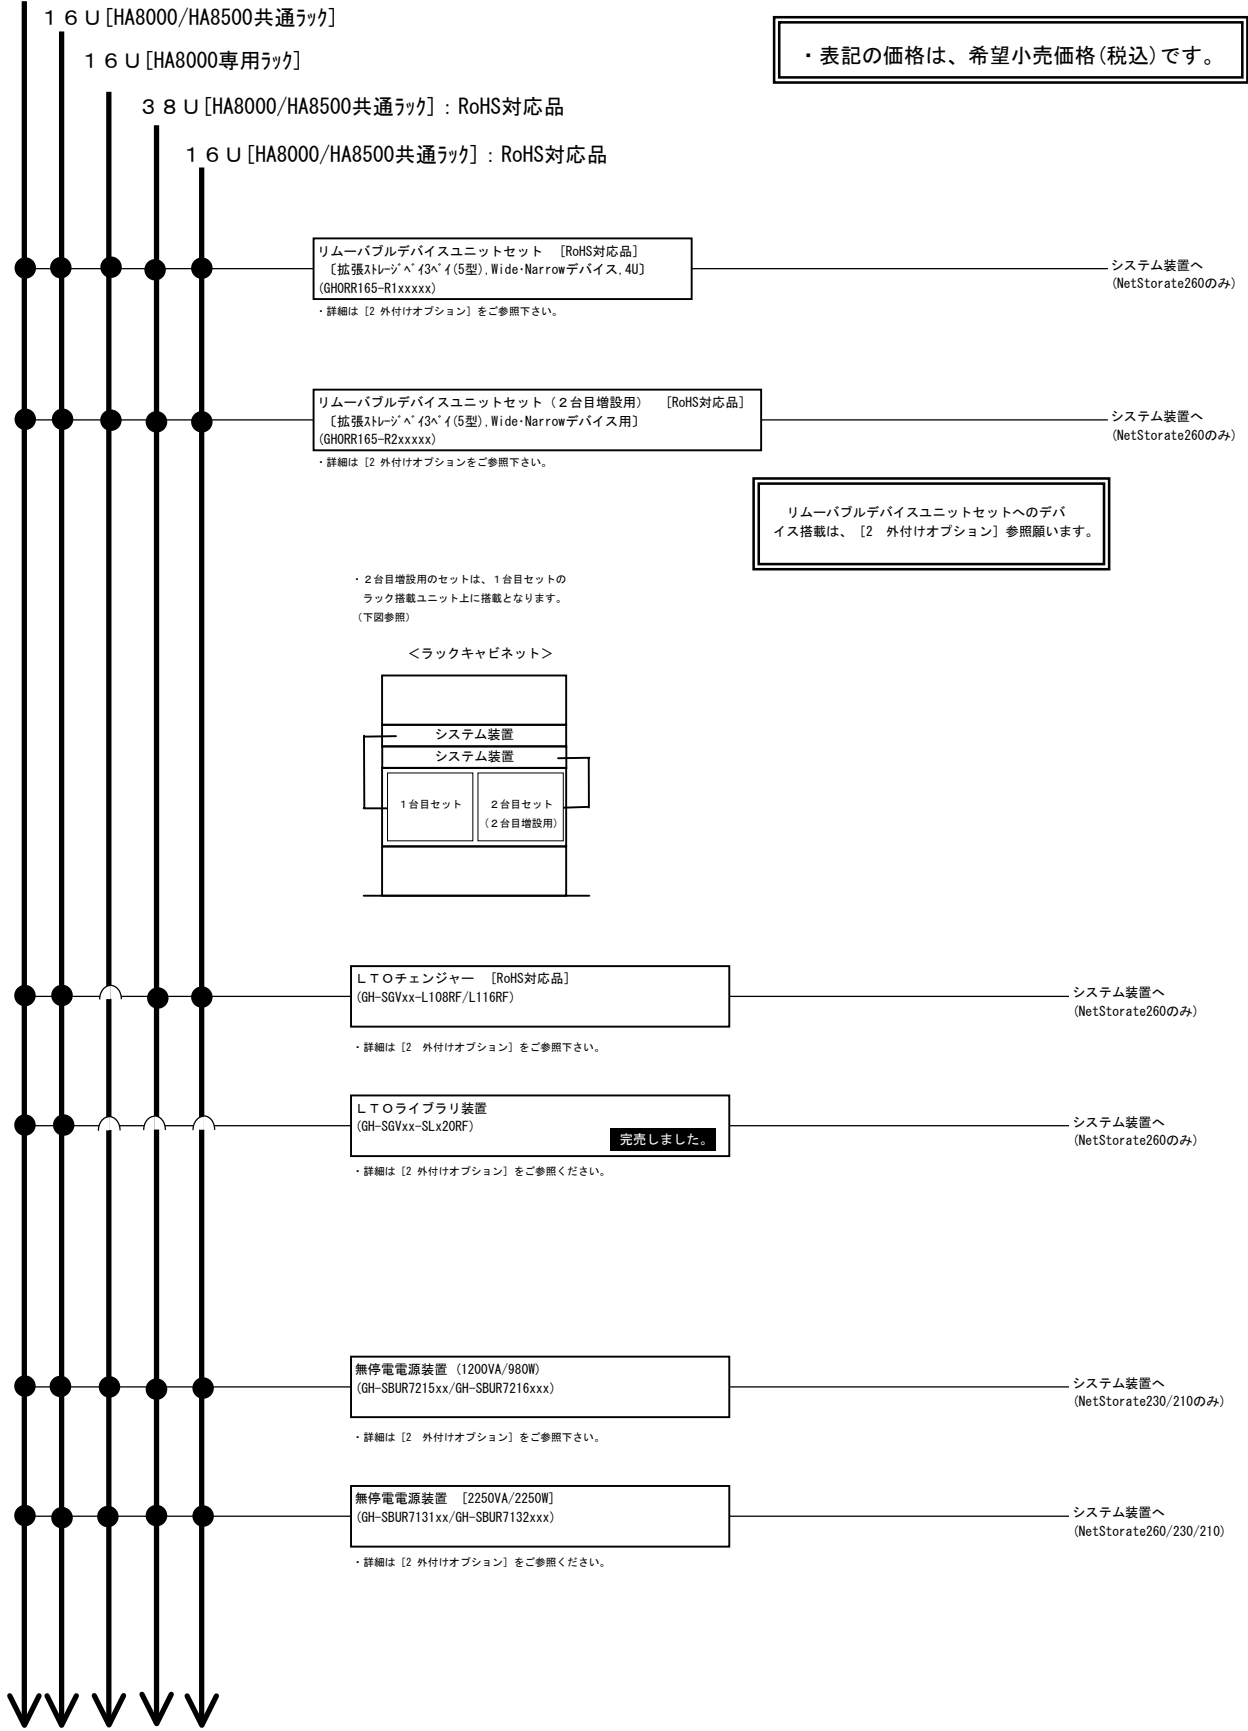 １６Ｕ[HA8000/HA8500共通ﾗｯｸ]
１６Ｕ[HA8000専用ﾗｯｸ]
・表記の価格は、希望小売価格(税込)です。
３８Ｕ[HA8000/HA8500共通ﾗｯｸ]：RoHS対応品
１６Ｕ[HA8000/HA8500共通ﾗｯｸ]：RoHS対応品
リムーバブルデバイスユニットセット　[RoHS対応品]
〔拡張ｽﾄﾚｰｼﾞﾍﾞｲ3ﾍﾞｲ(5型),Wide･Narrowデバイス,4U〕
(GHORR165-R1xxxxx)
システム装置へ
(NetStorate260のみ)
・詳細は［2 外付けオプション］をご参照下さい。
リムーバブルデバイスユニットセット（２台目増設用）　[RoHS対応品]
〔拡張ｽﾄﾚｰｼﾞﾍﾞｲ3ﾍﾞｲ(5型),Wide･Narrowデバイス用〕
(GHORR165-R2xxxxx)
システム装置へ
(NetStorate260のみ)
・詳細は［2 外付けオプションをご参照下さい。
リムーバブルデバイスユニットセットへのデバ
イス搭載は、［2　外付けオプション］参照願います。
・２台目増設用のセットは、１台目セットの
ラック搭載ユニット上に搭載となります。
（下図参照）
＜ラックキャビネット＞
システム装置
システム装置
１台目セット
２台目セット
（２台目増設用）
ＬＴＯチェンジャー　[RoHS対応品]
(GH-SGVxx-L108RF/L116RF)
システム装置へ
(NetStorate260のみ)
・詳細は［2　外付けオプション］をご参照下さい。
ＬＴＯライブラリ装置
(GH-SGVxx-SLx20RF)
完売しました。
システム装置へ
(NetStorate260のみ)
・詳細は［2 外付けオプション］をご参照ください。
無停電電源装置 (1200VA/980W)
(GH-SBUR7215xx/GH-SBUR7216xxx)
システム装置へ
(NetStorate230/210のみ)
・詳細は［2　外付けオプション］をご参照下さい。
無停電電源装置　[2250VA/2250W]
(GH-SBUR7131xx/GH-SBUR7132xxx)
システム装置へ
(NetStorate260/230/210)
・詳細は［2 外付けオプション］をご参照ください。